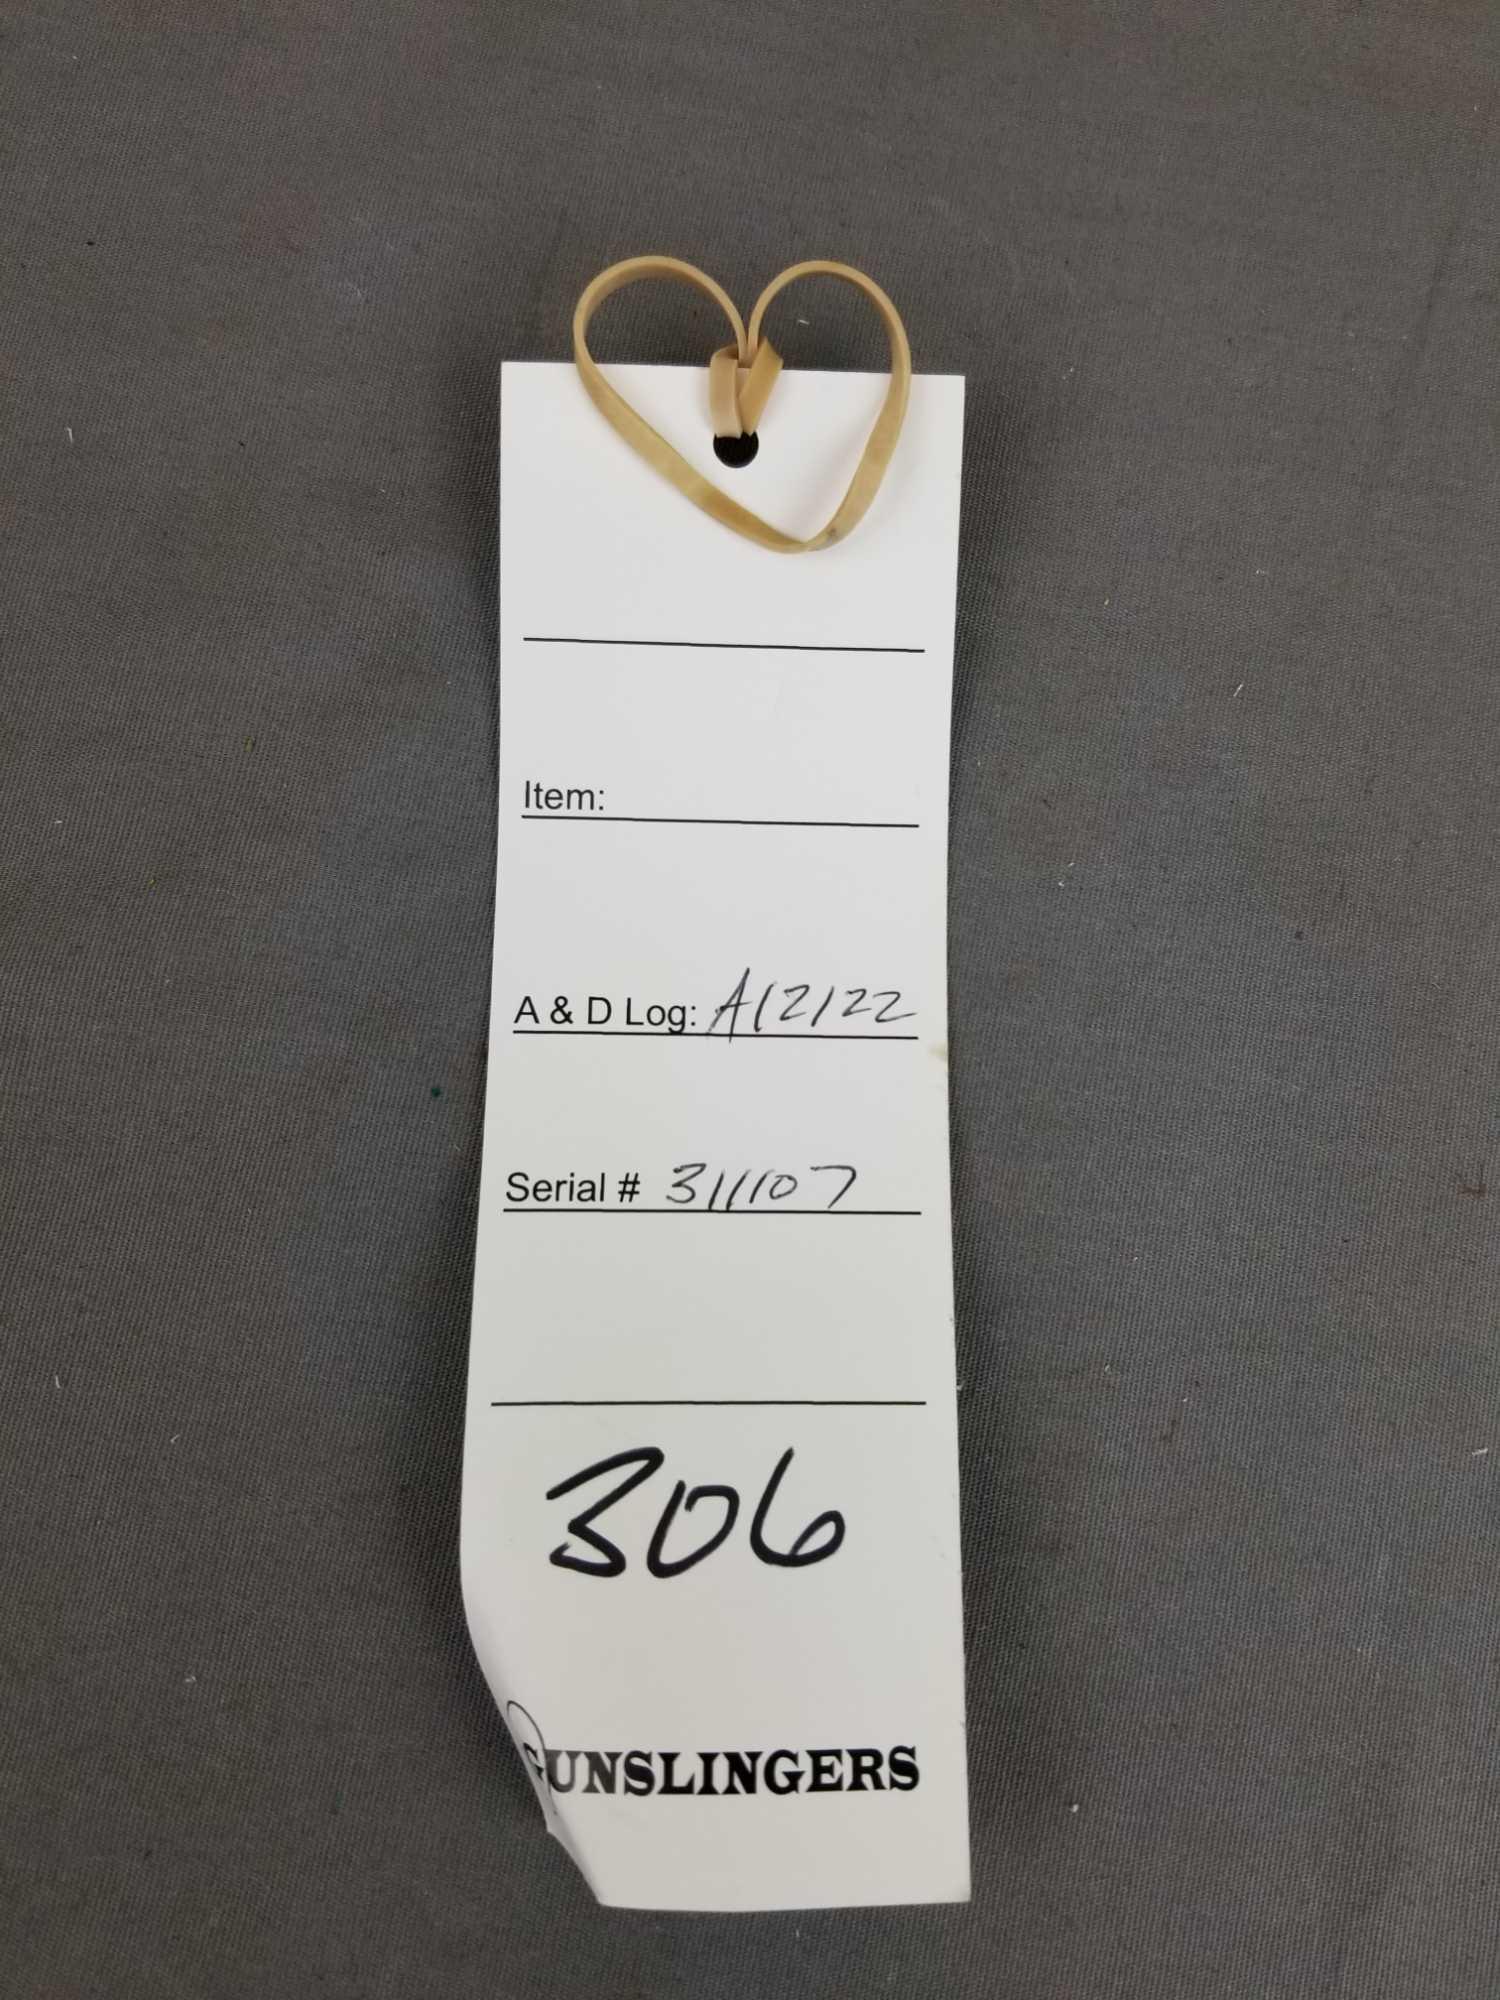 Item:
A & D Log: A12122
Serial # 311107
306
GUNSLINGERS